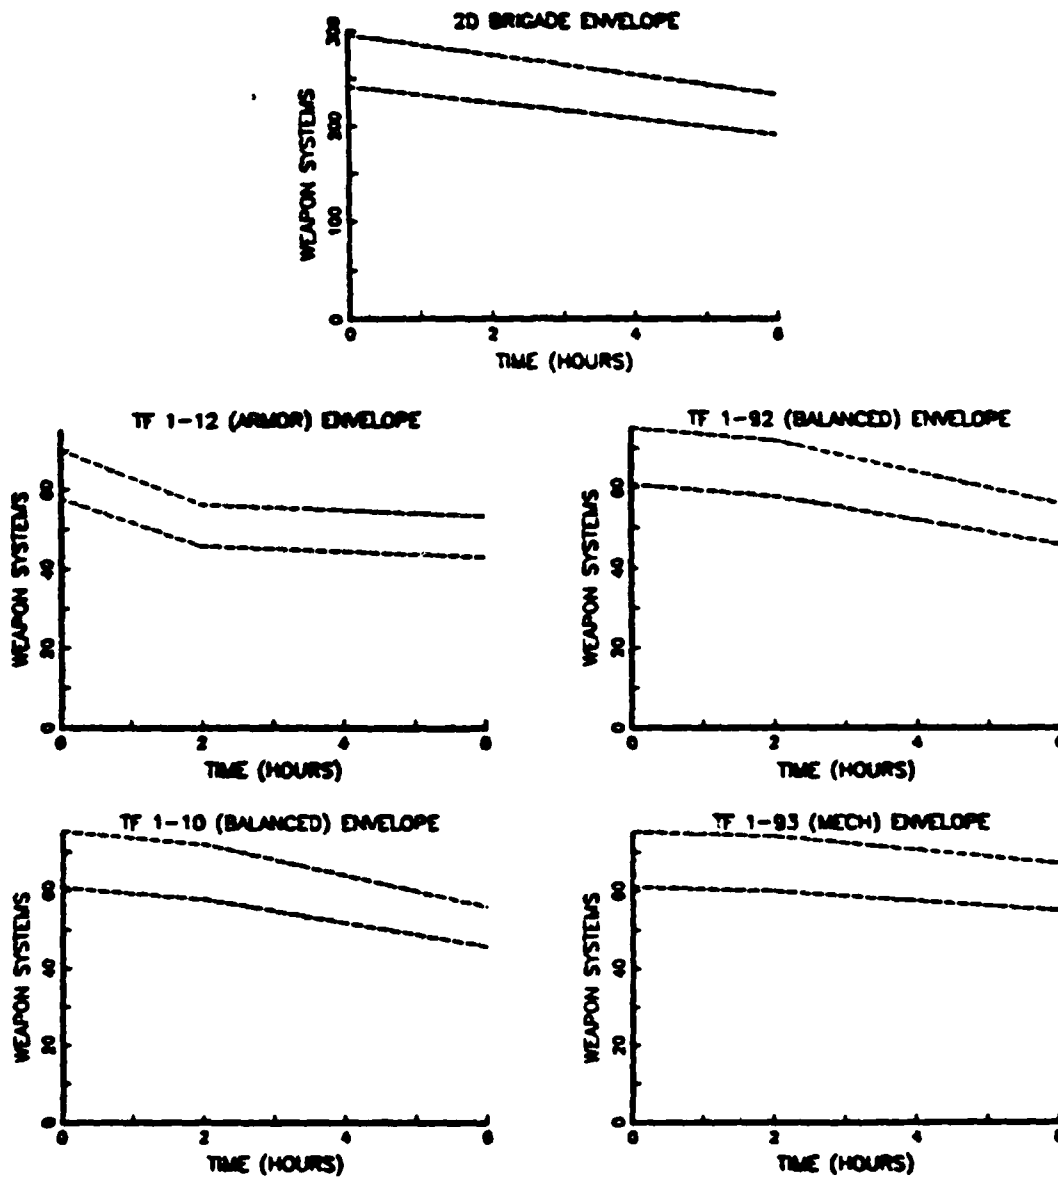 2D BRIGADE ENVELOPE
300
200
100
0
WEAPON SYSTEMS
0 2 4 6
TIME (HOURS)
TF 1-12 (ARMOR) ENVELOPE
60
40
20
0
WEAPON SYSTEMS
0 2 4 6
TIME (HOURS)
TF 1-92 (BALANCED) ENVELOPE
60
40
20
0
WEAPON SYSTEMS
0 2 4 6
TIME (HOURS)
TF 1-10 (BALANCED) ENVELOPE
60
40
20
0
WEAPON SYSTEMS
0 2 4 6
TIME (HOURS)
TF 1-93 (MECH) ENVELOPE
60
40
20
0
WEAPON SYSTEMS
0 2 4 6
TIME (HOURS)